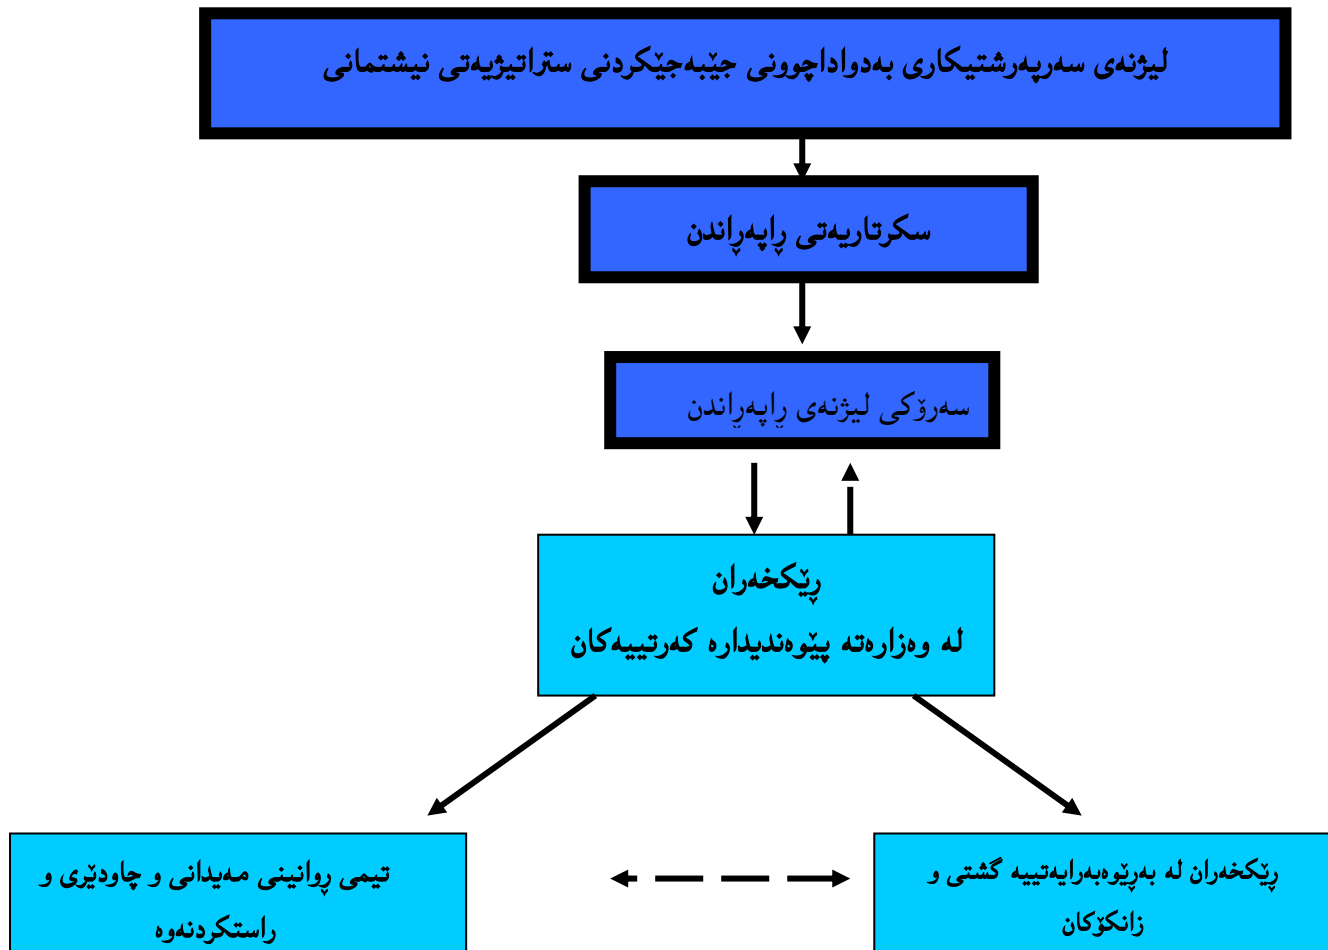 لیژنەی سەرپەرشتیکاری بەدواداچوونی جێبەجێکردنی ستراتیژیەتی نیشتمانی
سکرتاریەتی ڕاپەڕاندن
سەرۆکی لیژنەی ڕاپەڕاندن
ڕێکخەران
لە وەزارەتە پێوەندیدارە کەرتییەکان
ڕێکخەران لە بەڕێوەبەرایەتییە گشتی و
زانکۆکان
تیمی ڕوانینی مەیدانی و چاودێری و
راستکردنەوە